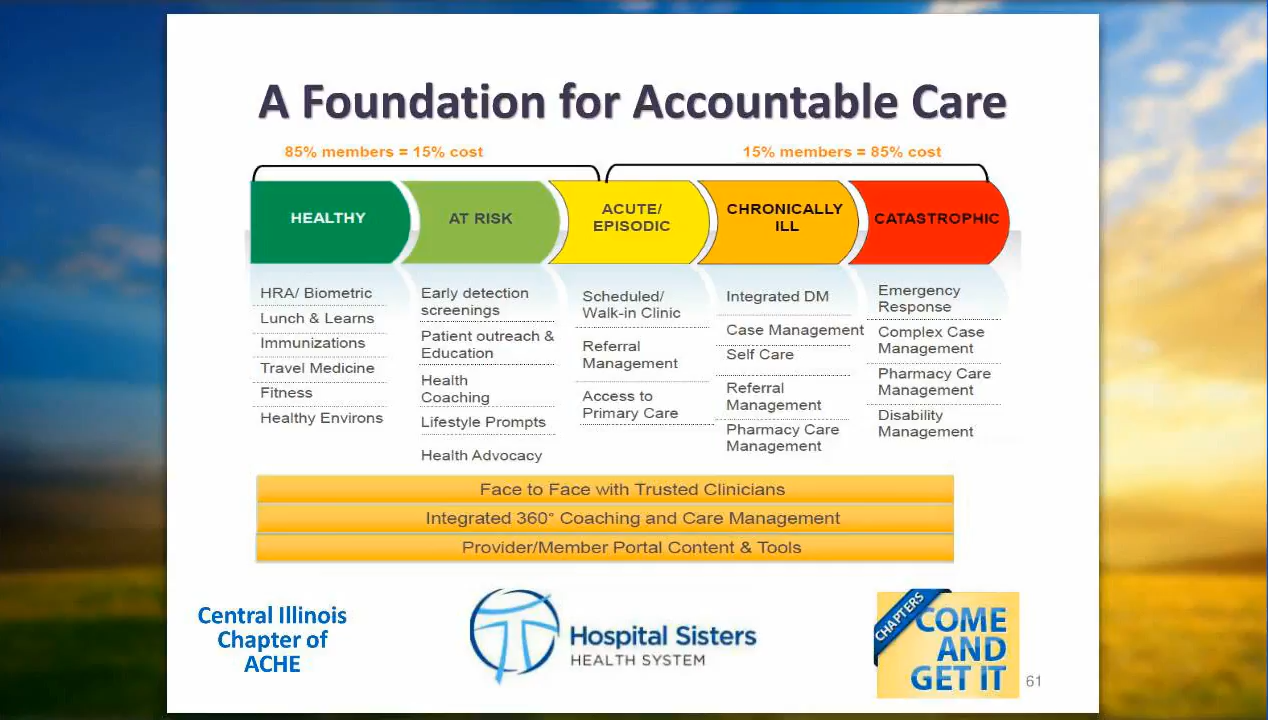 A Foundation for Accountable Care
85% members = 15% cost
15% members = 85% cost
HEALTHY
AT RISK
ACUTE/
EPISODIC
CHRONICALLY
ILL
CATASTROPHIC
HRA/ Biometric
Lunch & Learns
Immunizations
Travel Medicine
Fitness
Healthy Environs
Early detection
screenings
Patient outreach &
Education
Health
Coaching
Lifestyle Prompts
Health Advocacy
Scheduled/
Walk-in Clinic
Referral
Management
Access to
Primary Care
Integrated DM
Case Management
Self Care
Referral
Management
Pharmacy Care
Management
Emergency
Response
Complex Case
Management
Pharmacy Care
Management
Disability
Management
Face to Face with Trusted Clinicians
Integrated 360° Coaching and Care Management
Provider/Member Portal Content & Tools
Central Illinois
Chapter of
ACHE
Hospital Sisters
HEALTH SYSTEM
CHAPTERS
COME
AND
GET IT
61